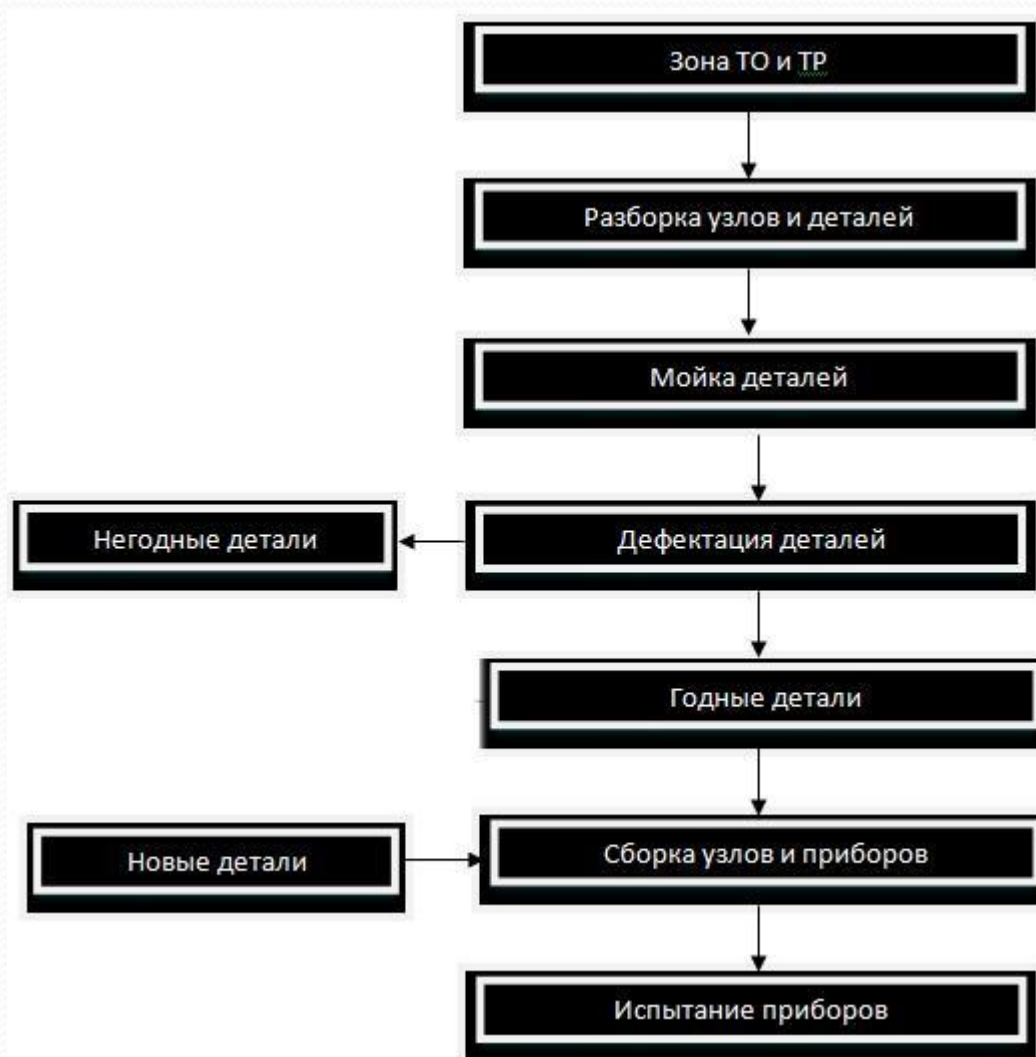 Зона ТО и ТР
Разборка узлов и деталей
Мойка деталей
Негодные детали
Дефектация деталей
Годные детали
Новые детали
Сборка узлов и приборов
Испытание приборов